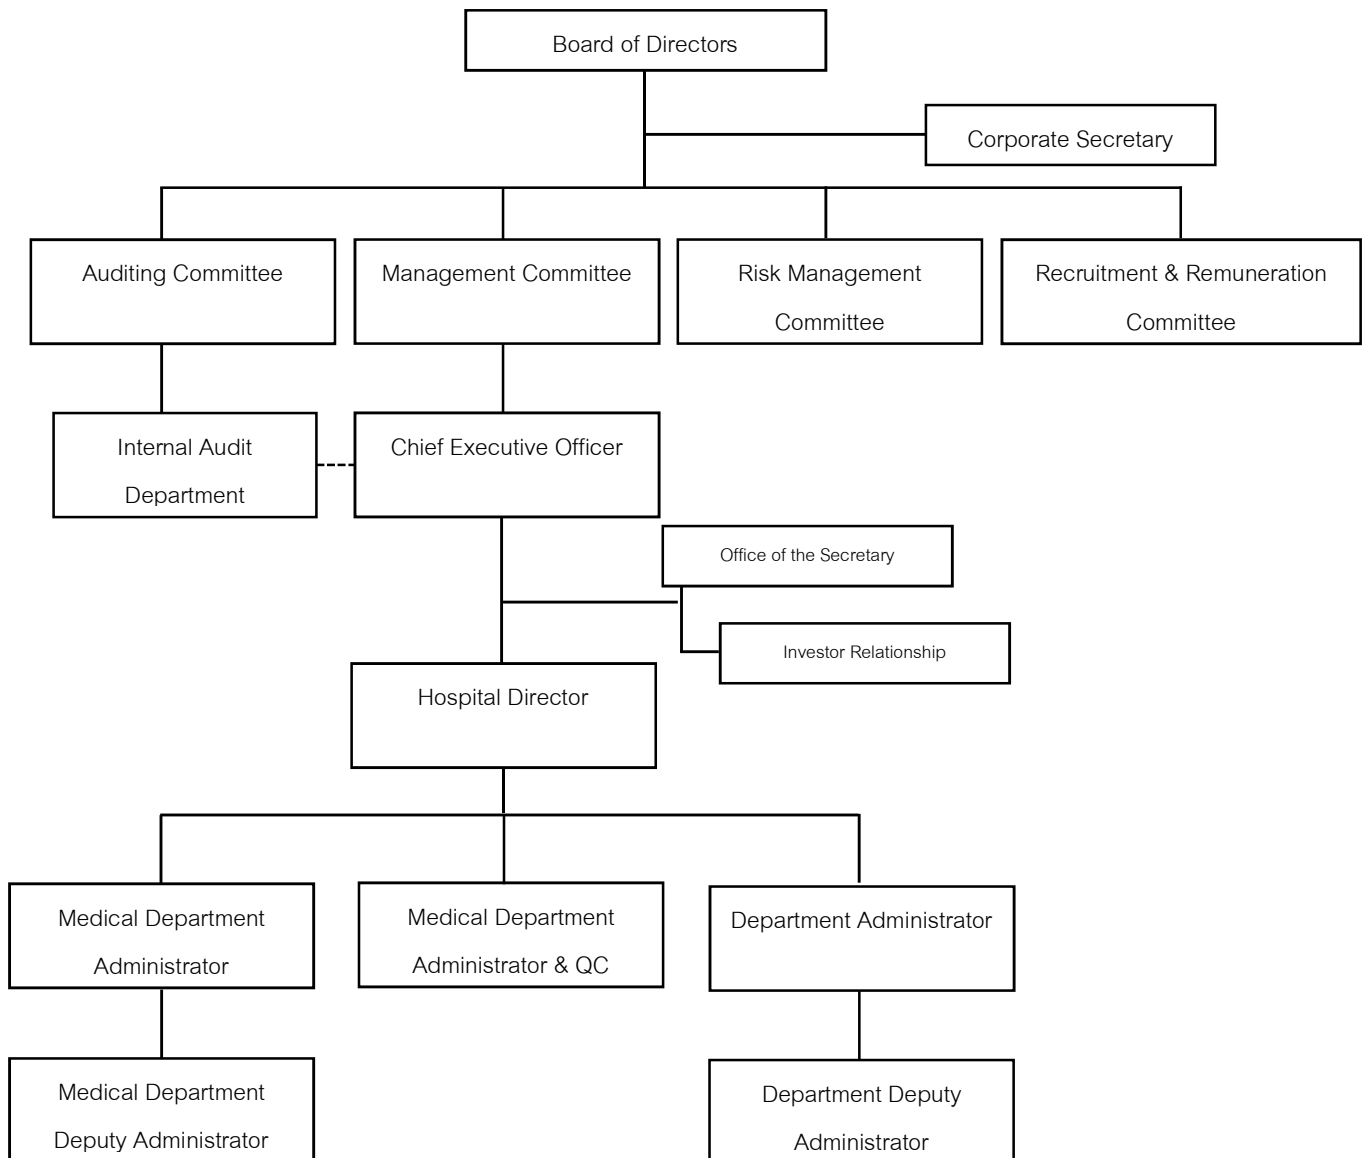 Board of Directors
Corporate Secretary
Auditing Committee
Management Committee
Risk Management
Committee
Recruitment & Remuneration
Committee
Internal Audit
Department
Chief Executive Officer
Office of the Secretary
Investor Relationship
Hospital Director
Medical Department
Administrator
Medical Department
Administrator & QC
Department Administrator
Medical Department
Deputy Administrator
Department Deputy
Administrator